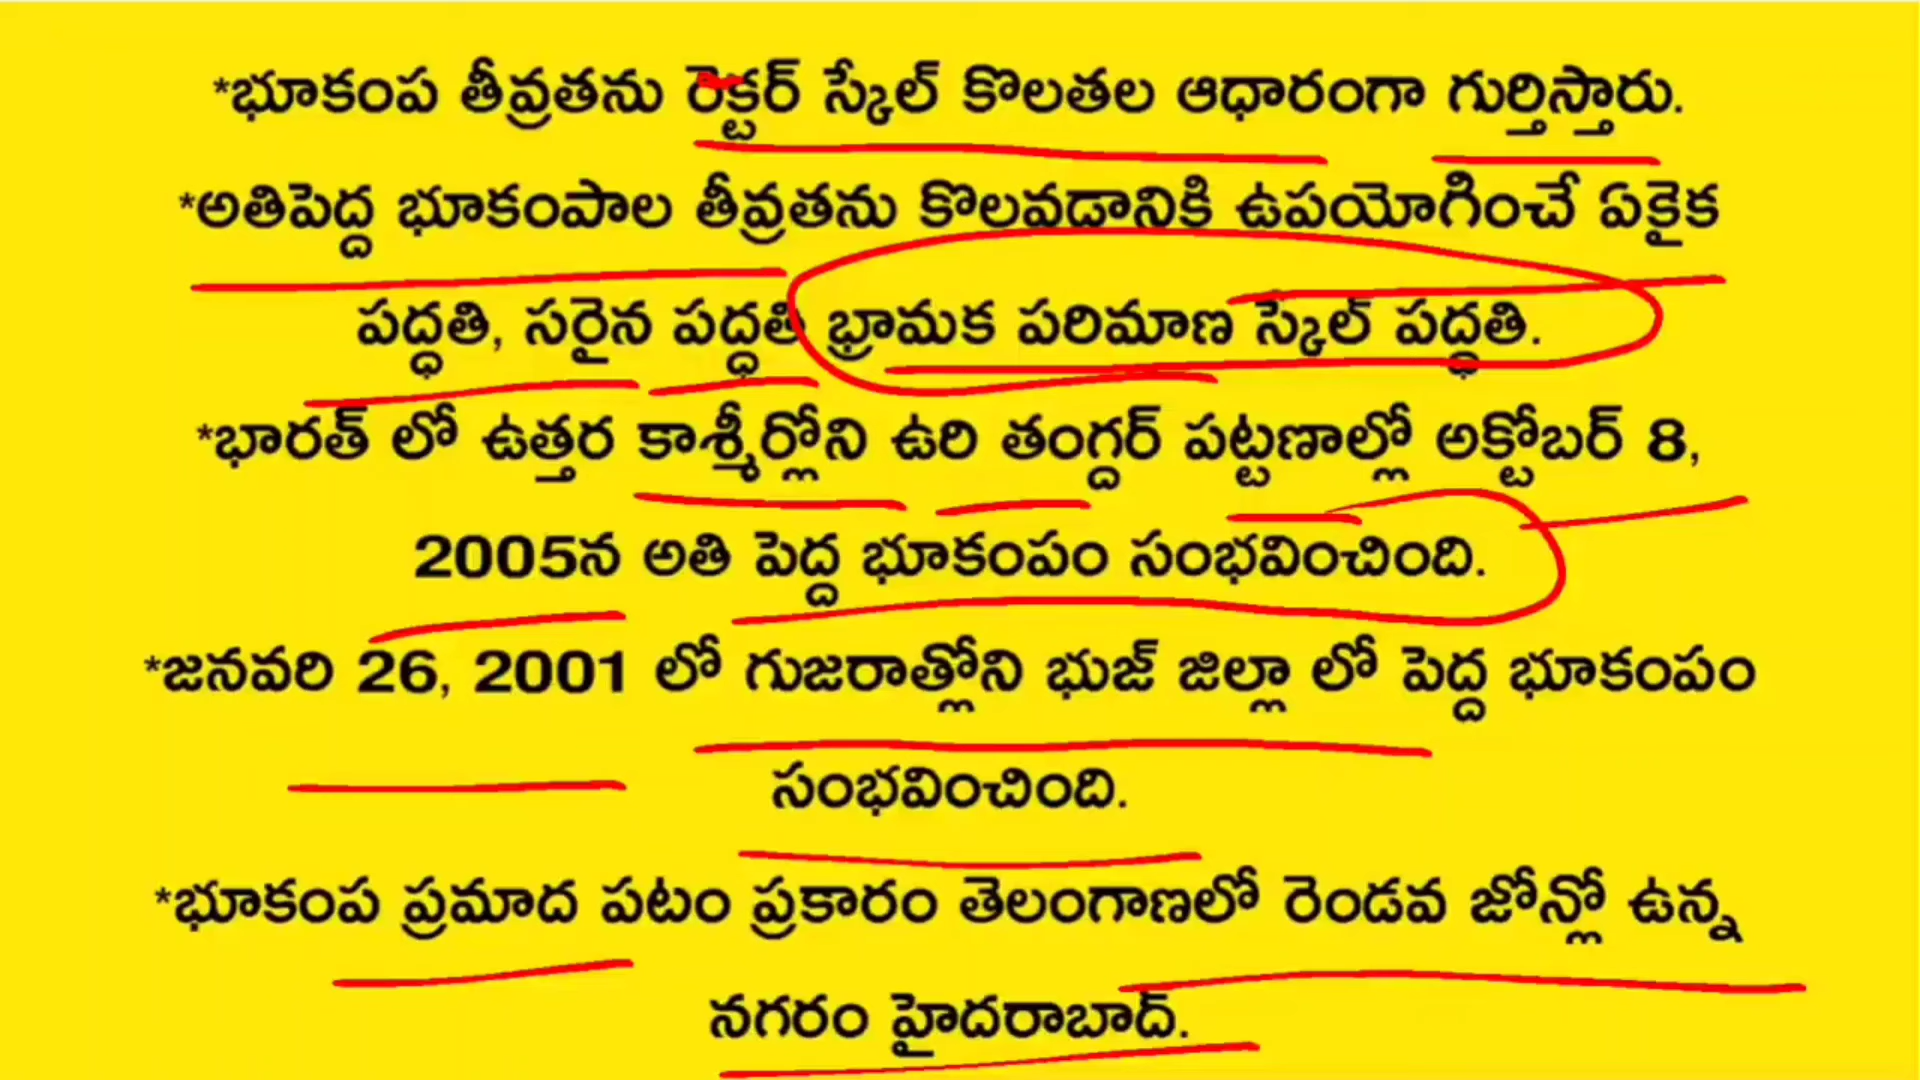 *భూకంప తీవ్రతను రెక్టర్ స్కేల్ కొలతల ఆధారంగా గుర్తిస్తారు.
*అతిపెద్ద భూకంపాల తీవ్రతను కొలవడానికి ఉపయోగించే ఏకైక
పద్ధతి, సరైన పద్ధతి భ్రామక పరిమాణ స్కేల్ పద్ధతి.
*భారత్ లో ఉత్తర కాశ్మీర్లోని ఉరి తంగ్దర్ పట్టణాల్లో అక్టోబర్ 8,
2005న అతి పెద్ద భూకంపం సంభవించింది.
*జనవరి 26, 2001 లో గుజరాత్లోని భుజ్ జిల్లా లో పెద్ద భూకంపం
సంభవించింది.
*భూకంప ప్రమాద పటం ప్రకారం తెలంగాణలో రెండవ జోన్లో ఉన్న
నగరం హైదరాబాద్.